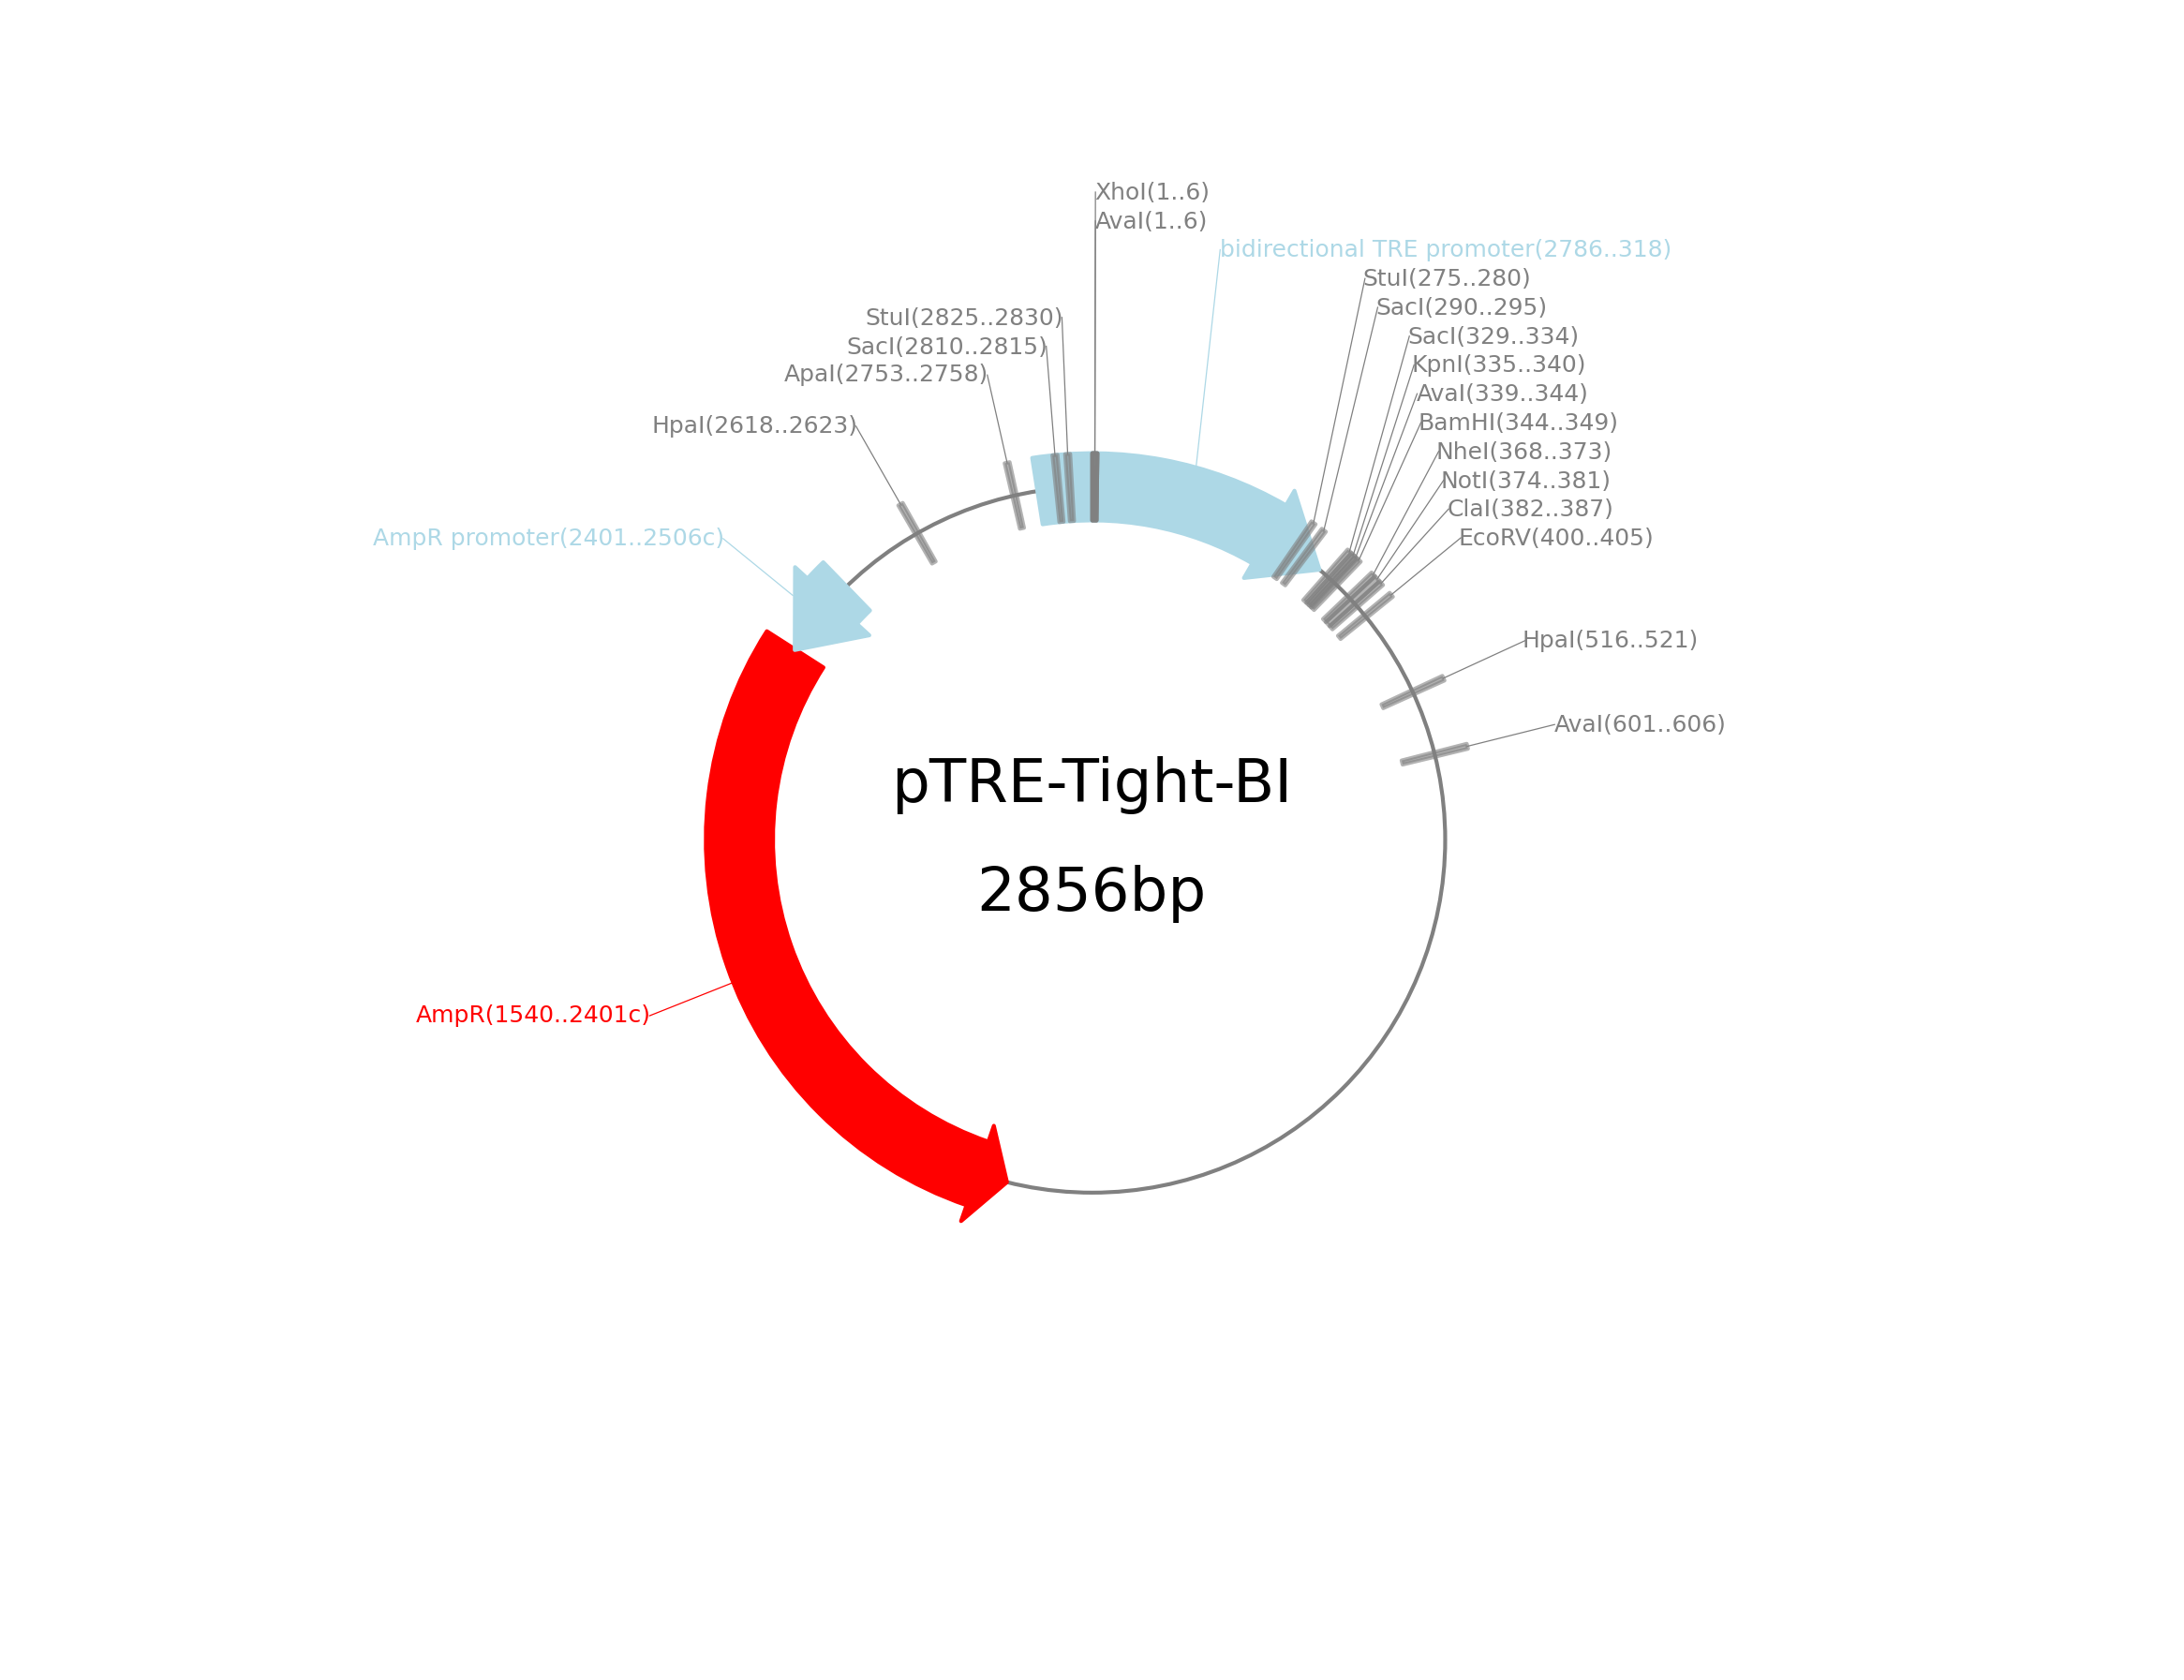 XhoI(1..6)
AvaI(1..6)
bidirectional TRE promoter(2786..318)
StuI(275..280)
SacI(290..295)
StuI(2825..2830)
SacI(329..334)
SacI(2810..2815)
KpnI(335..340)
ApaI(2753..2758)
AvaI(339..344)
BamHI(344..349)
HpaI(2618..2623)
NheI(368..373)
NotI(374..381)
ClaI(382..387)
AmpR promoter(2401..2506c)
EcoRV(400..405)
HpaI(516..521)
AvaI(601..606)
pTRE-Tight-BI
2856bp
AmpR(1540..2401c)